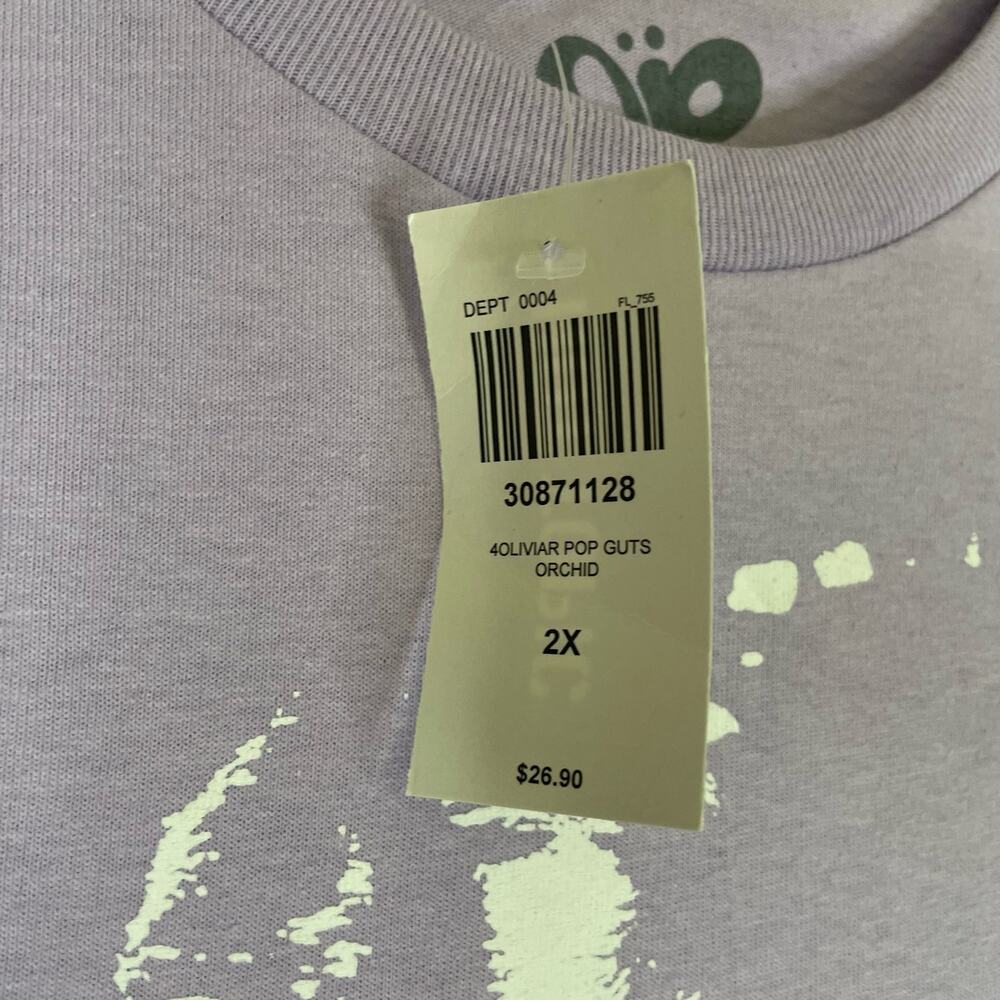 DEPT 0004
FL_755
30871128
4OLIVIAR POP GUTS
ORCHID
2X
$26.90